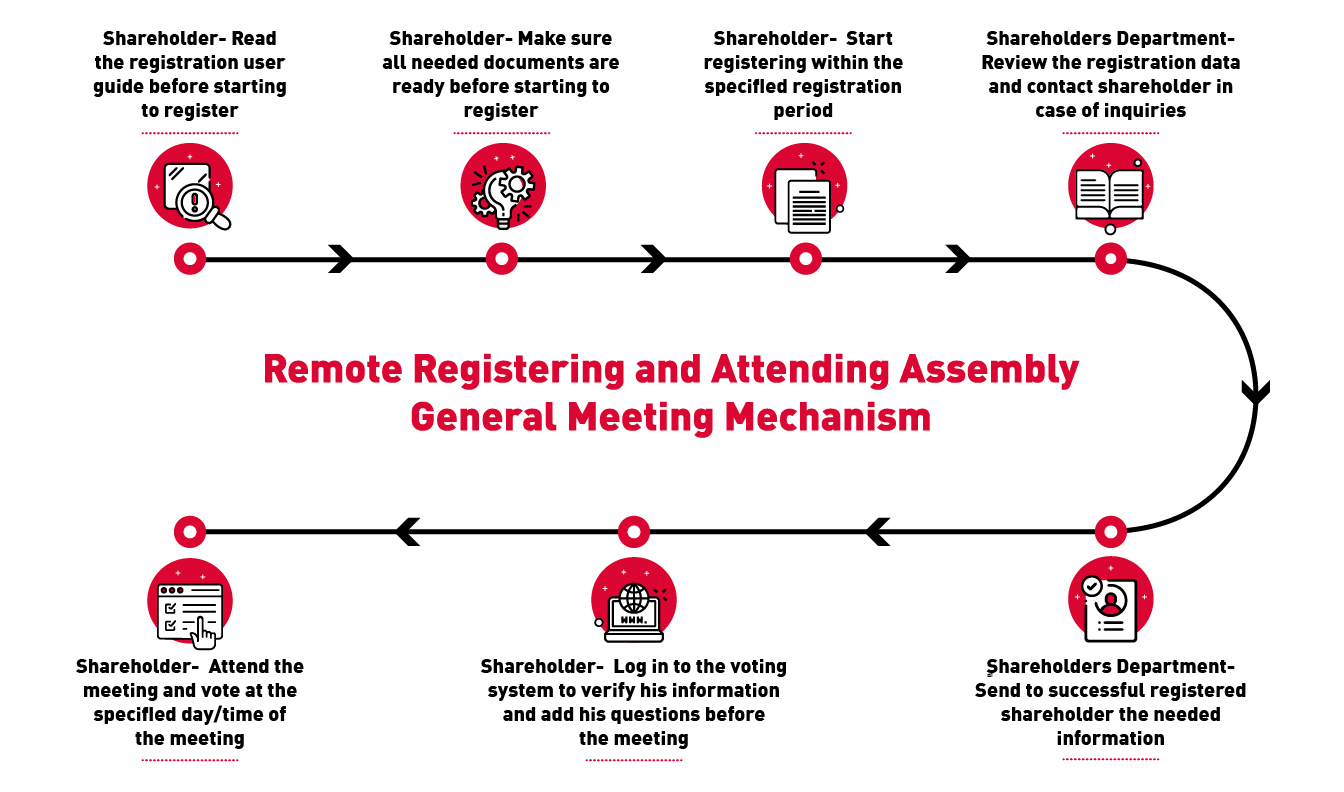 Shareholder- Read
the registration user
guide before starting
to register
Shareholder- Make sure
all needed documents are
ready before starting to
register
Shareholder-  Start
registering within the
specified registration
period
Shareholders Department-
Review the registration data
and contact shareholder in
case of inquiries
Remote Registering and Attending Assembly
General Meeting Mechanism
Shareholder-  Attend the
meeting and vote at the
specified day/time of
the meeting
WWW.
Shareholder-  Log in to the voting
system to verify his information
and add his questions before
the meeting
Shareholders Department-
Send to successful registered
shareholder the needed
information